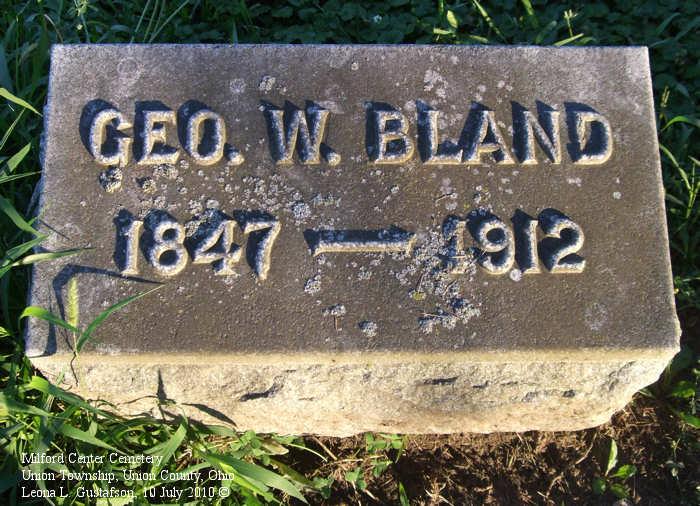 GEO. W. BLAND
1847 — 1912
Milford Center Cemetery
Union Township, Union County, Ohio
Leona L. Gustafson, 10 July 2010 ©